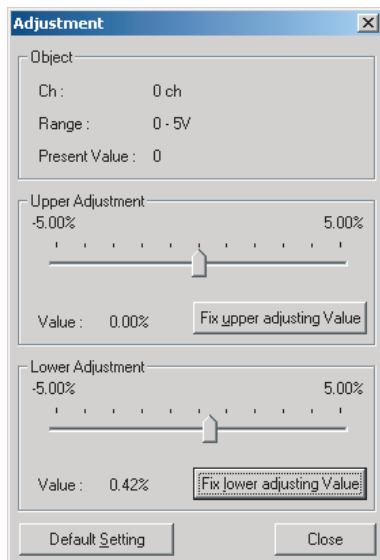 Adjustment
Object
Ch : 0 ch
Range : 0 - 5V
Present Value : 0
Upper Adjustment
-5.00% 5.00%
Value : 0.00% Fix upper adjusting Value
Lower Adjustment
-5.00% 5.00%
Value : 0.42% Fix lower adjusting Value
Default Setting Close